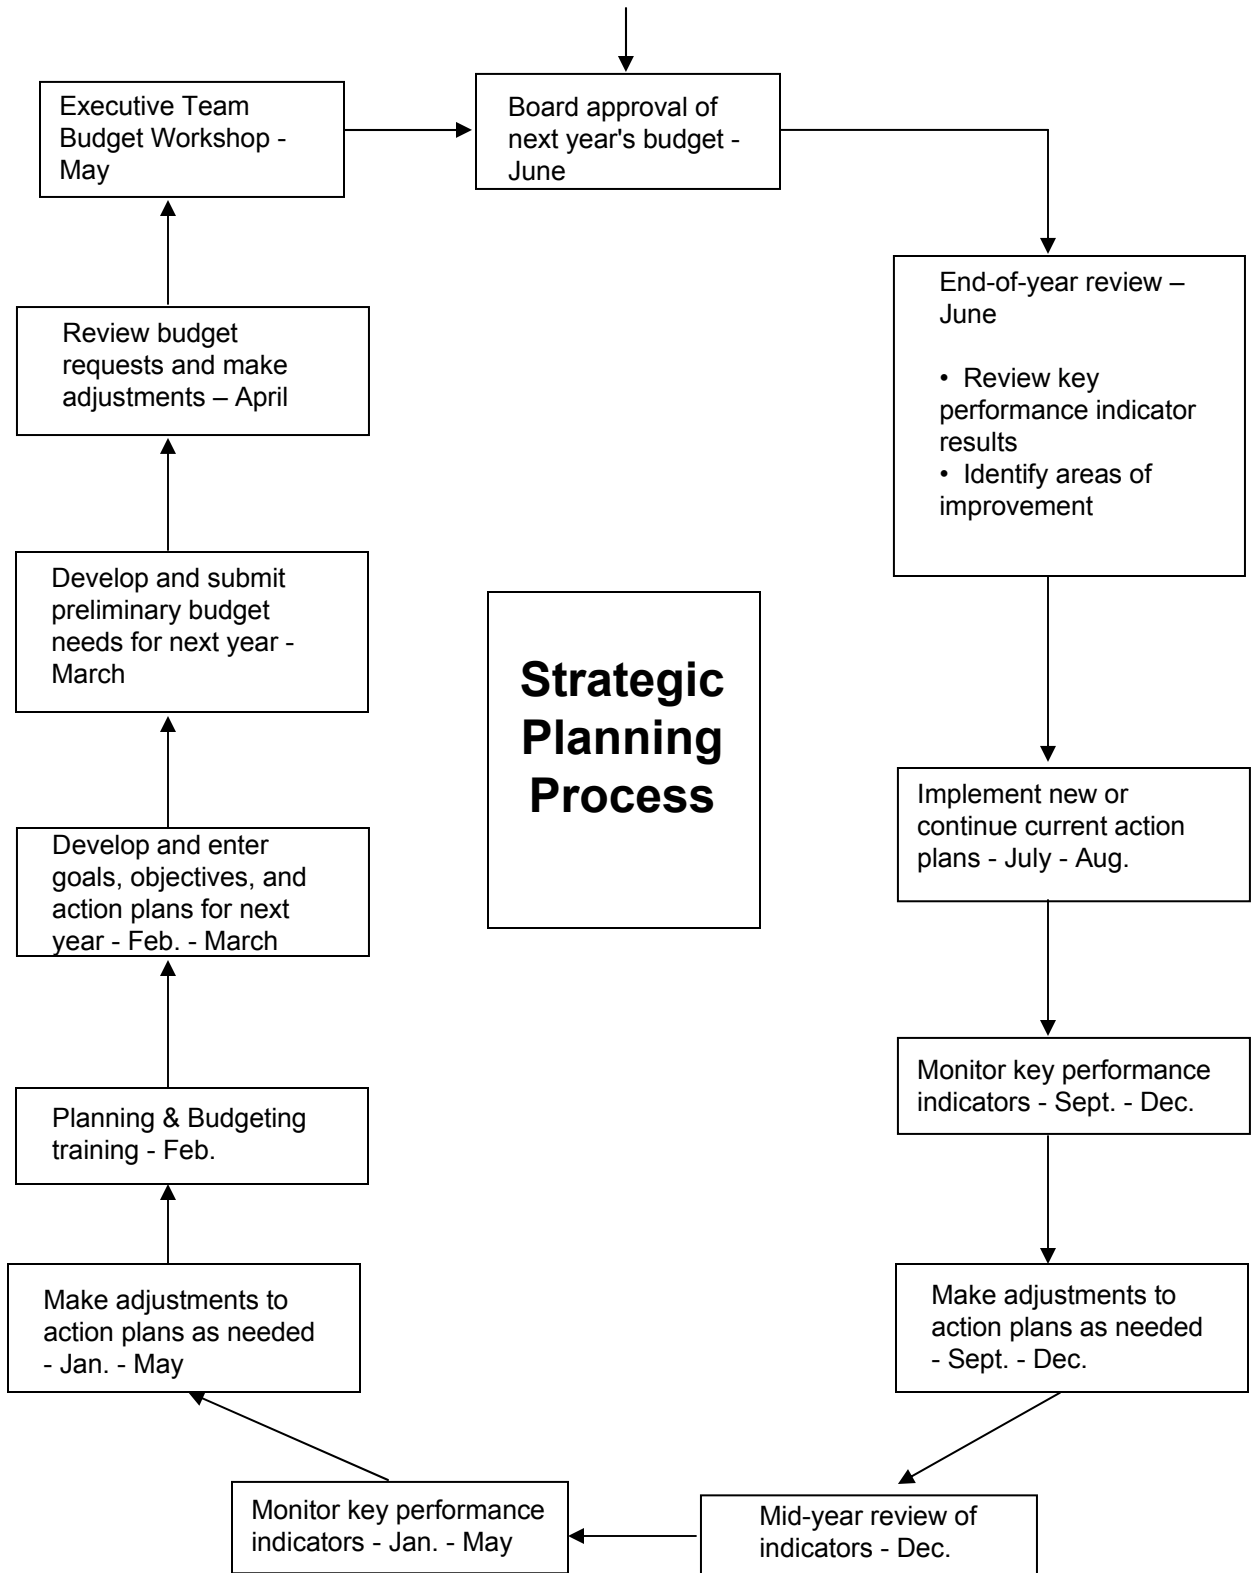 Executive Team
Budget Workshop -
May
Board approval of
next year's budget -
June
End-of-year review –
June
• Review key
performance indicator
results
• Identify areas of
improvement
Review budget
requests and make
adjustments – April
Develop and submit
preliminary budget
needs for next year -
March
Strategic
Planning
Process
Implement new or
continue current action
plans - July - Aug.
Develop and enter
goals, objectives, and
action plans for next
year - Feb. - March
Monitor key performance
indicators - Sept. - Dec.
Planning & Budgeting
training - Feb.
Make adjustments to
action plans as needed
- Sept. - Dec.
Make adjustments to
action plans as needed
- Jan. - May
Mid-year review of
indicators - Dec.
Monitor key performance
indicators - Jan. - May